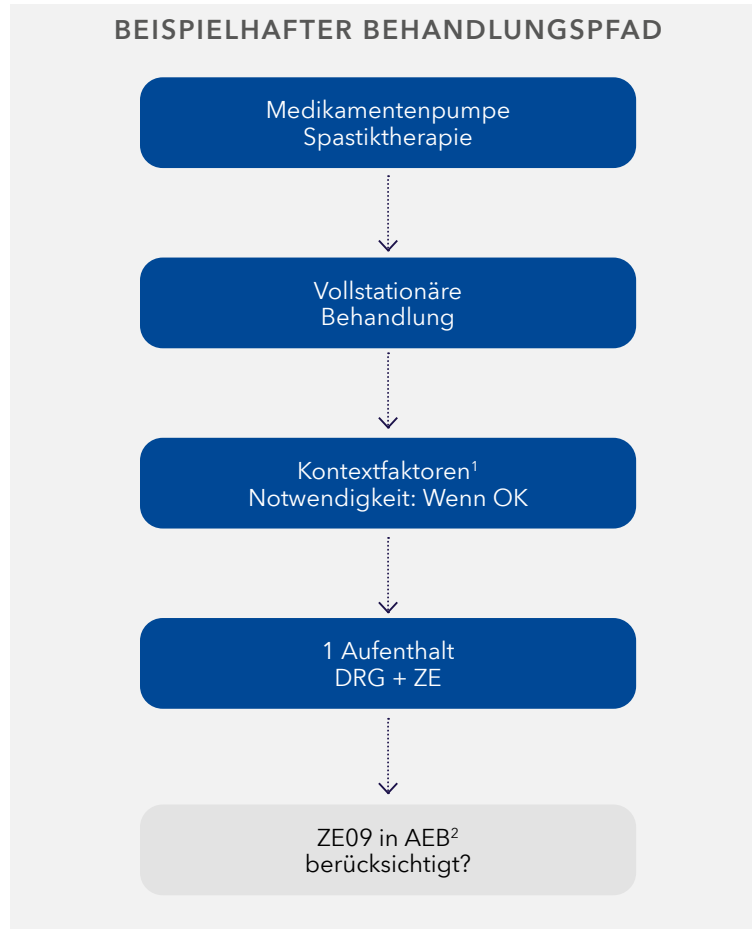 BEISPIELHAFTER BEHANDLUNGSPFAD
Medikamentenpumpe
Spastiktherapie
Vollstationäre
Behandlung
Kontextfaktoren¹
Notwendigkeit: Wenn OK
1 Aufenthalt
DRG + ZE
ZE09 in AEB²
berücksichtigt?